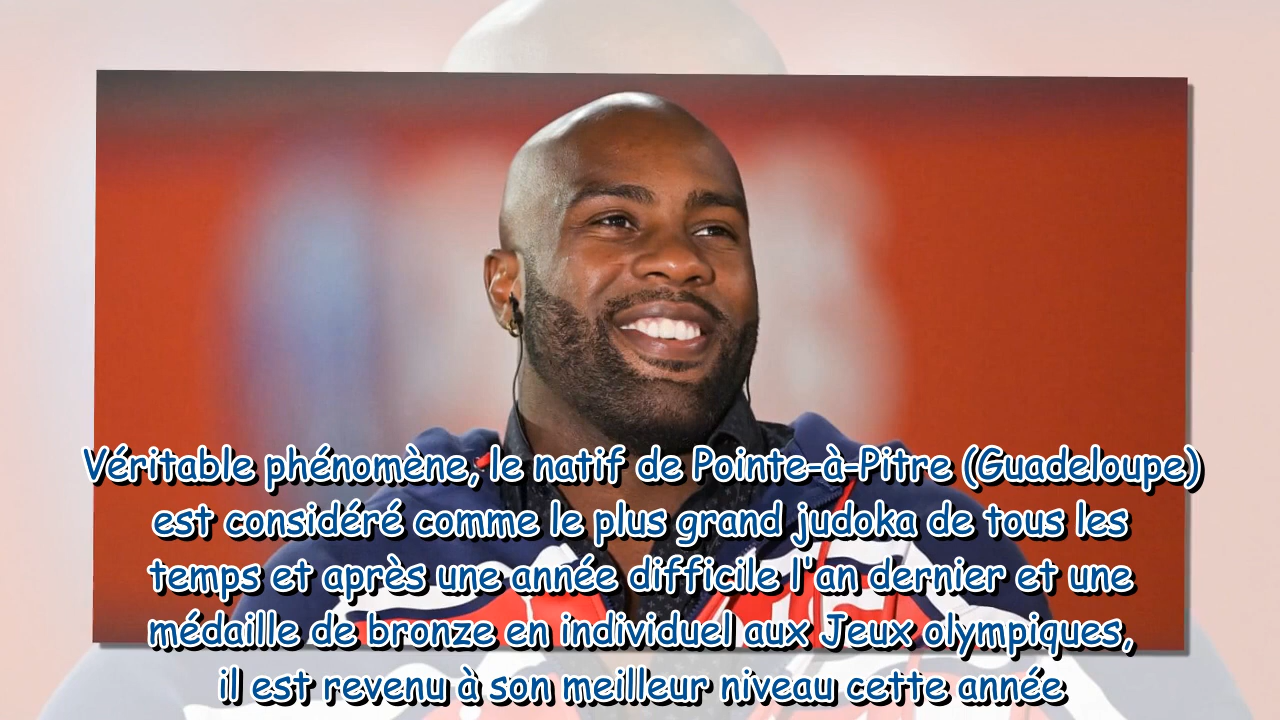 Véritable phénomène, le natif de Pointe-à-Pitre (Guadeloupe)
est considéré comme le plus grand judoka de tous les
temps et après une année difficile l'an dernier et une
médaille de bronze en individuel aux Jeux olympiques,
il est revenu à son meilleur niveau cette année